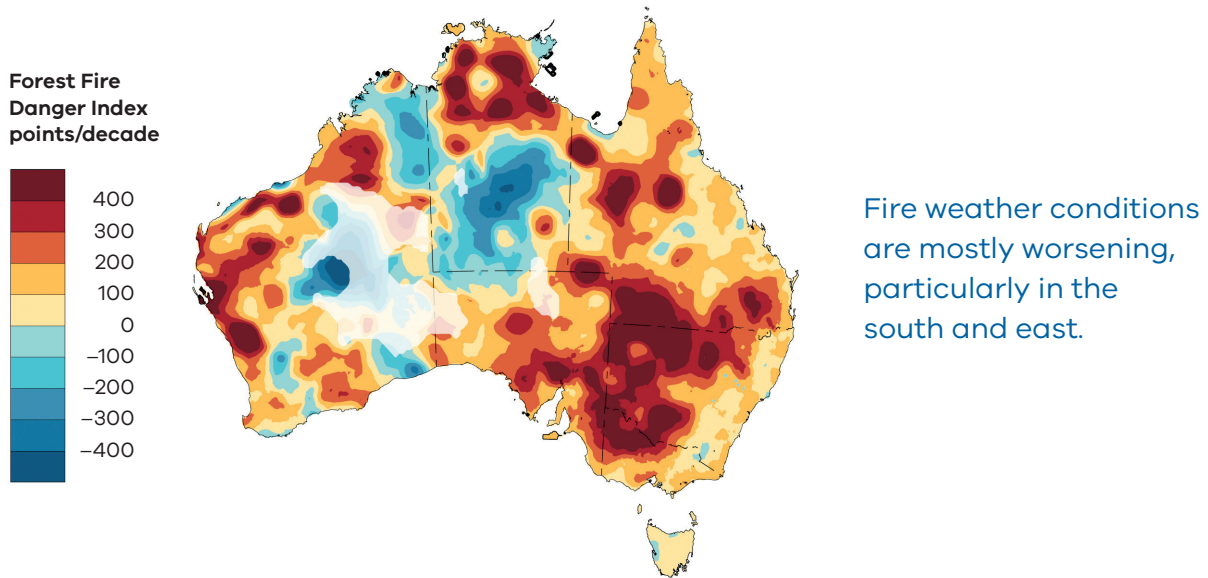 Forest Fire
Danger Index
points/decade
400
300
200
100
0
–100
–200
–300
–400
Fire weather conditions
are mostly worsening,
particularly in the
south and east.